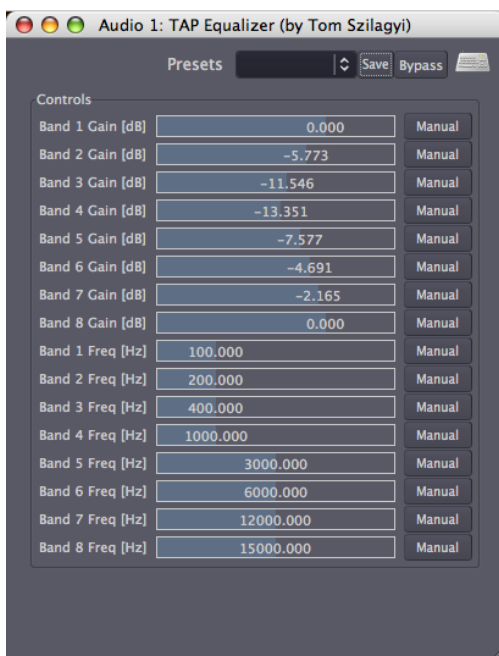 Audio 1: TAP Equalizer (by Tom Szilagyi)
Presets Save Bypass
Controls
Band 1 Gain [dB] 0.000 Manual
Band 2 Gain [dB] -5.773 Manual
Band 3 Gain [dB] -11.546 Manual
Band 4 Gain [dB] -13.351 Manual
Band 5 Gain [dB] -7.577 Manual
Band 6 Gain [dB] -4.691 Manual
Band 7 Gain [dB] -2.165 Manual
Band 8 Gain [dB] 0.000 Manual
Band 1 Freq [Hz] 100.000 Manual
Band 2 Freq [Hz] 200.000 Manual
Band 3 Freq [Hz] 400.000 Manual
Band 4 Freq [Hz] 1000.000 Manual
Band 5 Freq [Hz] 3000.000 Manual
Band 6 Freq [Hz] 6000.000 Manual
Band 7 Freq [Hz] 12000.000 Manual
Band 8 Freq [Hz] 15000.000 Manual